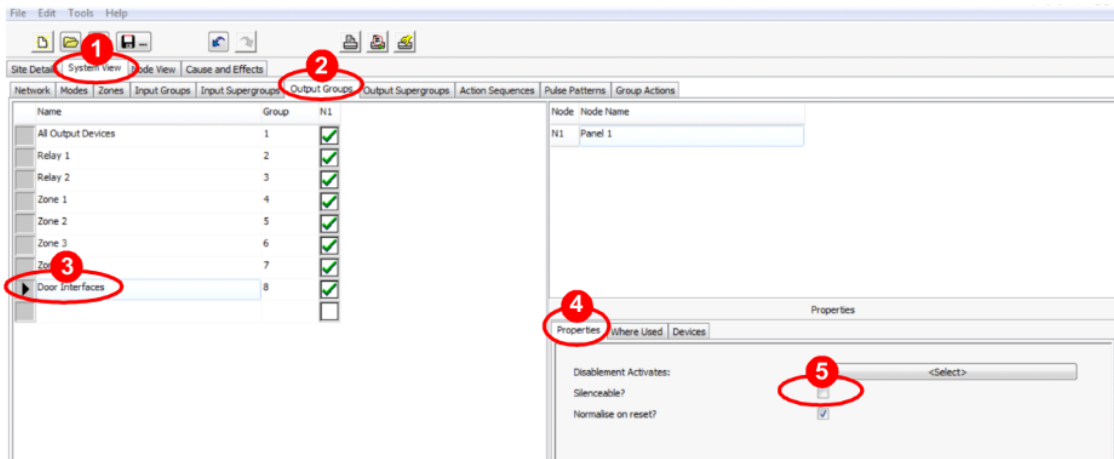 File Edit Tools Help
1
Site Detail System View Node View Cause and Effects
2
Network Modes Zones Input Groups Input Supergroups Output Groups Output Supergroups Action Sequences Pulse Patterns Group Actions
Name Group N1
Node Node Name
All Output Devices 1
N1 Panel 1
Relay 1 2
Relay 2 3
Zone 1 4
Zone 2 5
Zone 3 6
3
7
Door Interfaces 8
4
Properties
Properties Where Used Devices
5
Disablement Activates: <Select>
Silenceable?
Normalise on reset?